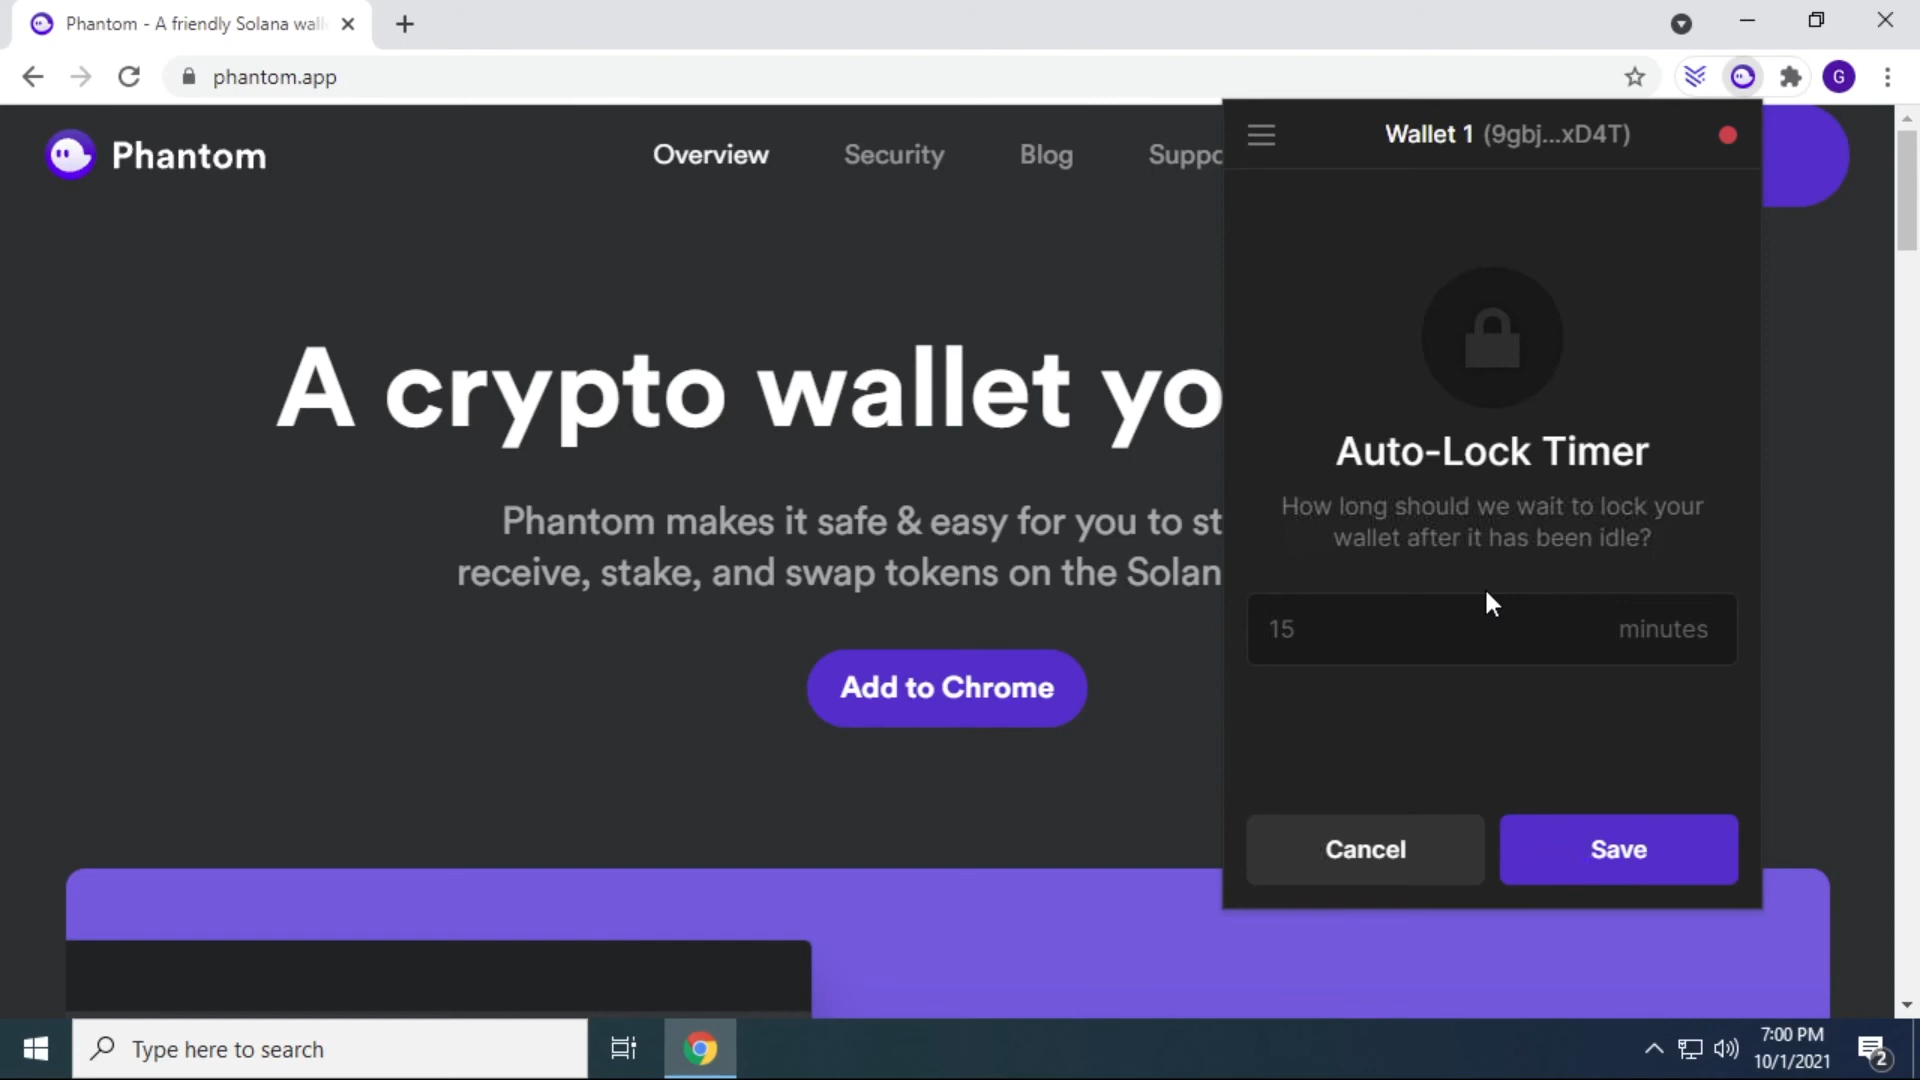 Phantom - A friendly Solana wall
phantom.app
G
Phantom
Overview
Security
Blog
Suppo
Wallet 1 (9gbj...xD4T)
A crypto wallet yo
Phantom makes it safe & easy for you to st
receive, stake, and swap tokens on the Solan
Add to Chrome
Auto-Lock Timer
How long should we wait to lock your
wallet after it has been idle?
15 minutes
Cancel
Save
Type here to search
7:00 PM
10/1/2021
2